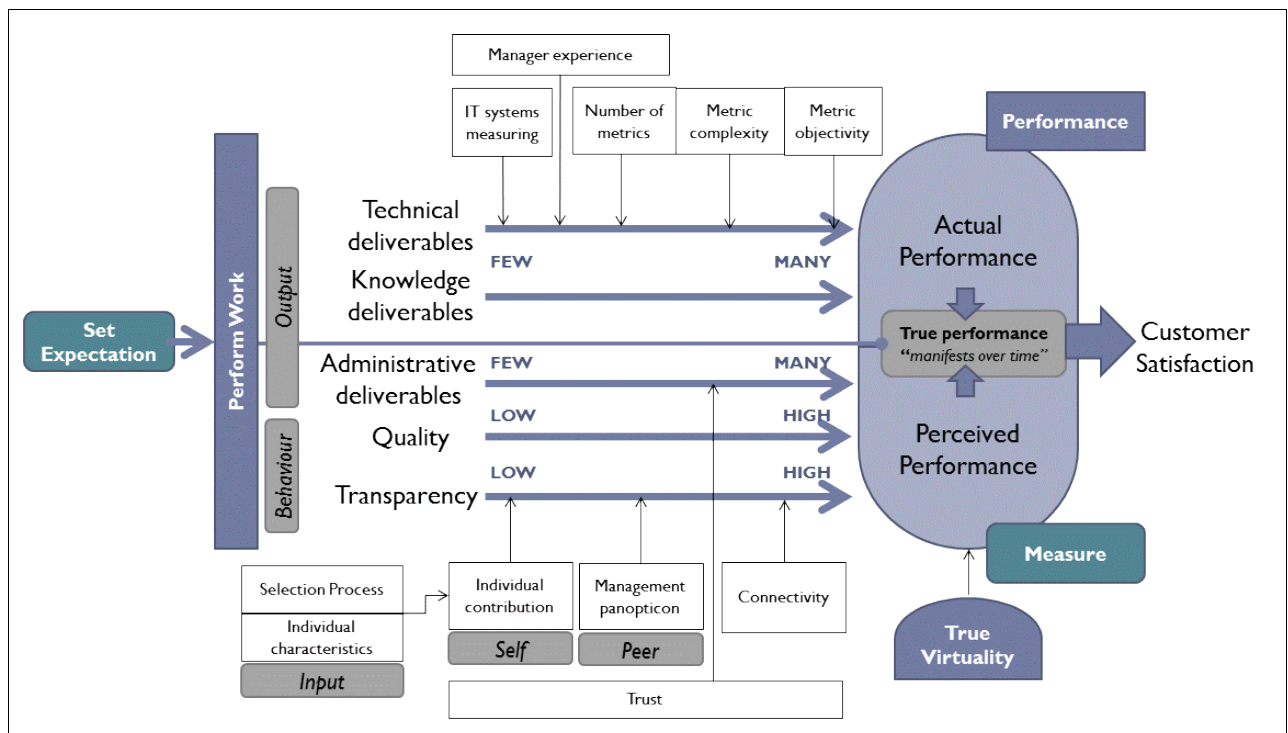 Manager experience
IT systems
measuring
Number of
metrics
Metric
complexity
Metric
objectivity
Performance
Perform Work
Output
Technical
deliverables
FEW
MANY
Actual
Performance
Knowledge
deliverables
Set
Expectation
True performance
“manifests over time”
Customer
Satisfaction
Administrative
deliverables
FEW
MANY
LOW
HIGH
Quality
Perceived
Performance
Behaviour
LOW
HIGH
Transparency
Measure
Selection Process
Individual
characteristics
Input
Individual
contribution
Self
Management
panopticon
Peer
Connectivity
True
Virtuality
Trust